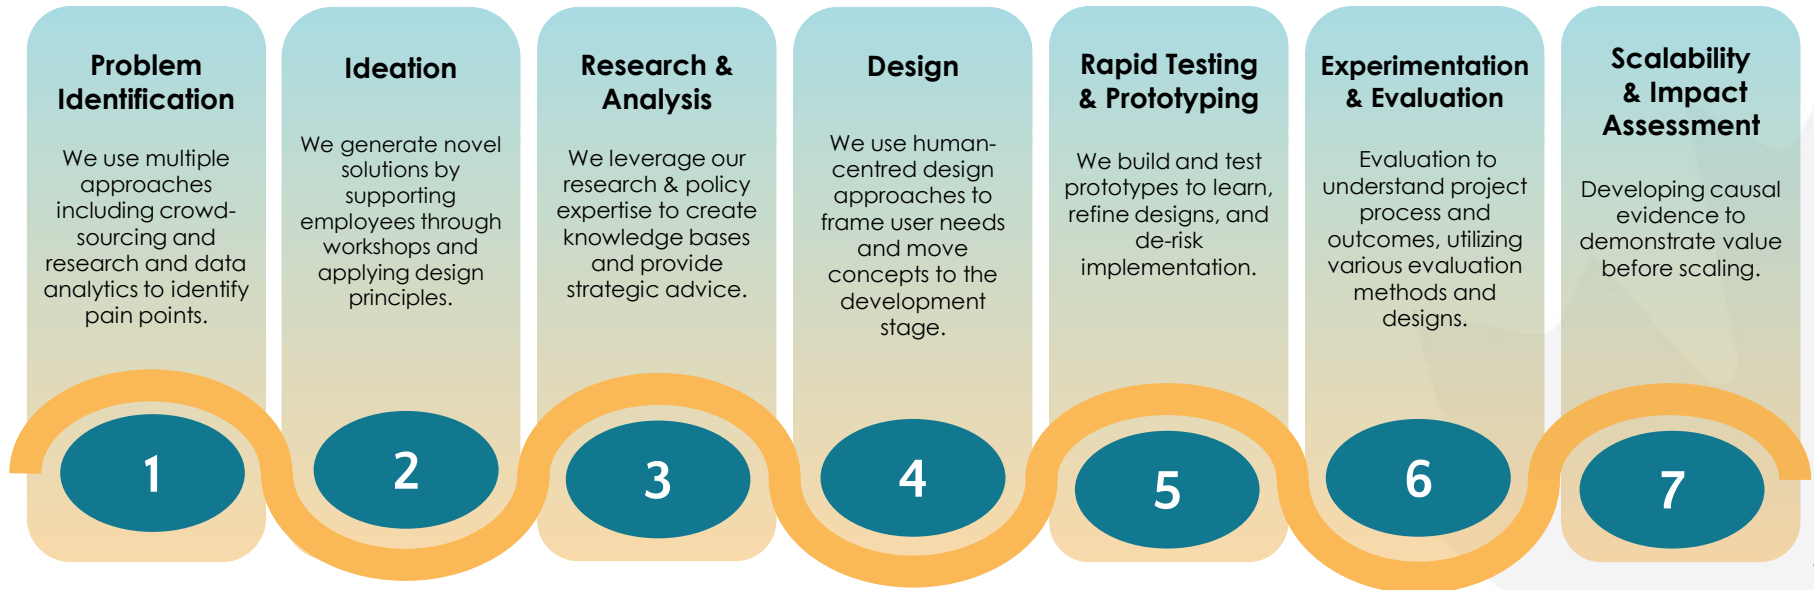 Problem
Identification
We use multiple
approaches
including crowd-
sourcing and
research and data
analytics to identify
pain points.
1
Ideation
We generate novel
solutions by
supporting
employees through
workshops and
applying design
principles.
2
Research &
Analysis
We leverage our
research & policy
expertise to create
knowledge bases
and provide
strategic advice.
3
Design
We use human-
centred design
approaches to
frame user needs
and move
concepts to the
development
stage.
4
Rapid Testing
& Prototyping
We build and test
prototypes to learn,
refine designs, and
de-risk
implementation.
5
Experimentation
& Evaluation
Evaluation to
understand project
process and
outcomes, utilizing
various evaluation
methods and
designs.
6
Scalability
& Impact
Assessment
Developing causal
evidence to
demonstrate value
before scaling.
7